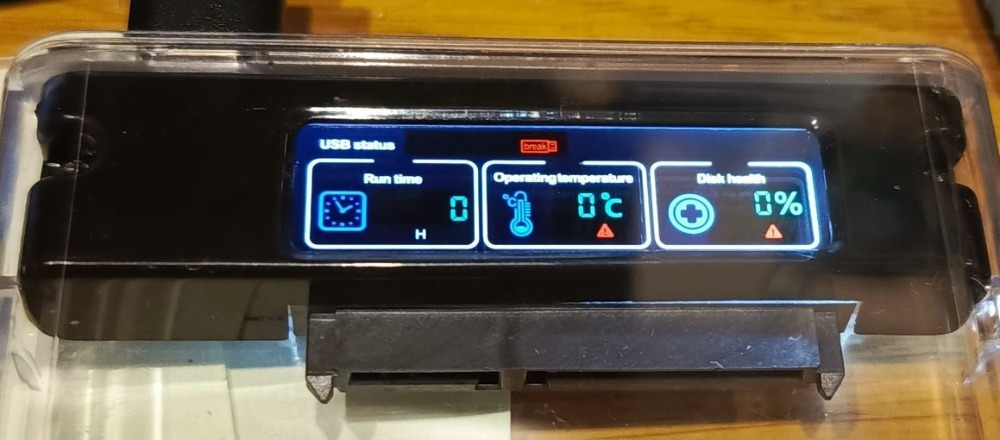 USB status
break
Run time
0
H
Operating temperature
°C
0°C
Disk health
0%